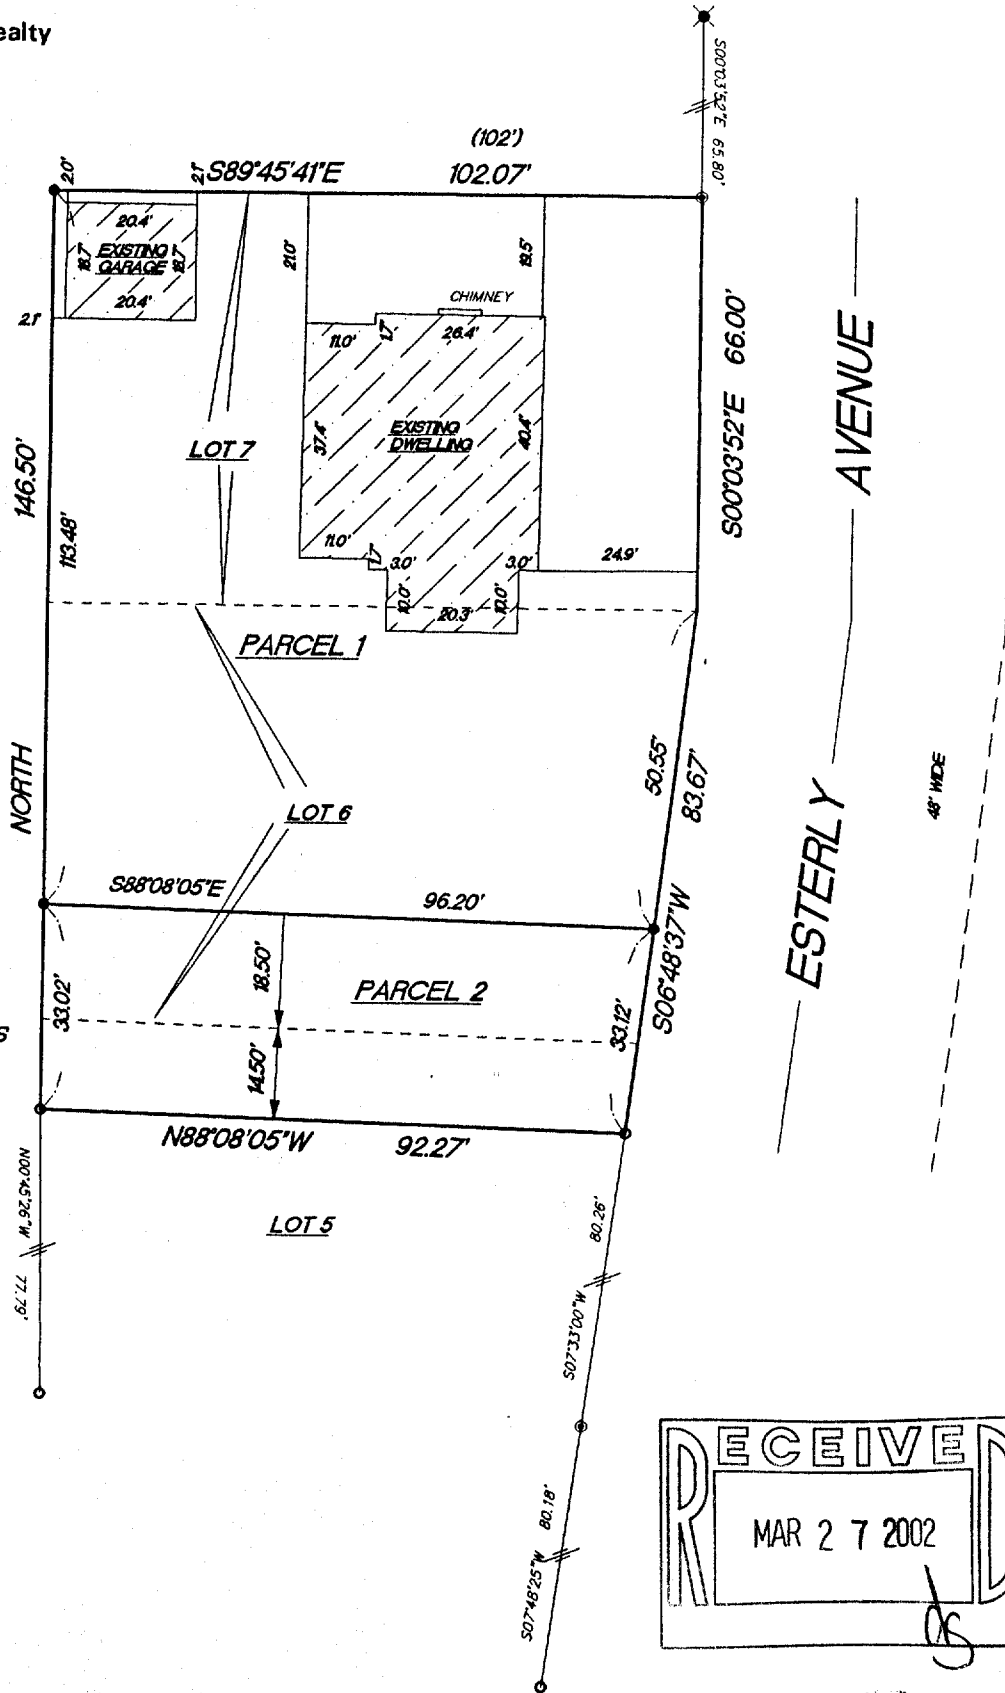 ealty
S00°03'52"E 65.80'
(102')
S89°45'41"E 102.07'
2.0'
2.1'
20.4'
18.7'
EXISTING
GARAGE
18.7'
20.4'
2.1'
21.0'
19.5'
CHIMNEY
11.0'
1.7'
26.4'
37.4'
EXISTING
DWELLING
40.4'
11.0'
1.7'
3.0'
3.0'
24.9'
10.0'
20.3'
10.0'
LOT 7
146.50'
113.48'
NORTH
S00°03'52"E 66.00'
PARCEL 1
50.55'
83.67'
S06°48'37"W
LOT 6
S88°08'05"E 96.20'
33.02'
18.50'
PARCEL 2
33.12'
14.50'
N88°08'05"W 92.27'
ESTERLY AVENUE
48' WIDE
N00°45'26"W 77.79'
LOT 5
S07°33'00"W 80.26'
S07°48'25"W 80.18'
RECEIVED
MAR 27 2002